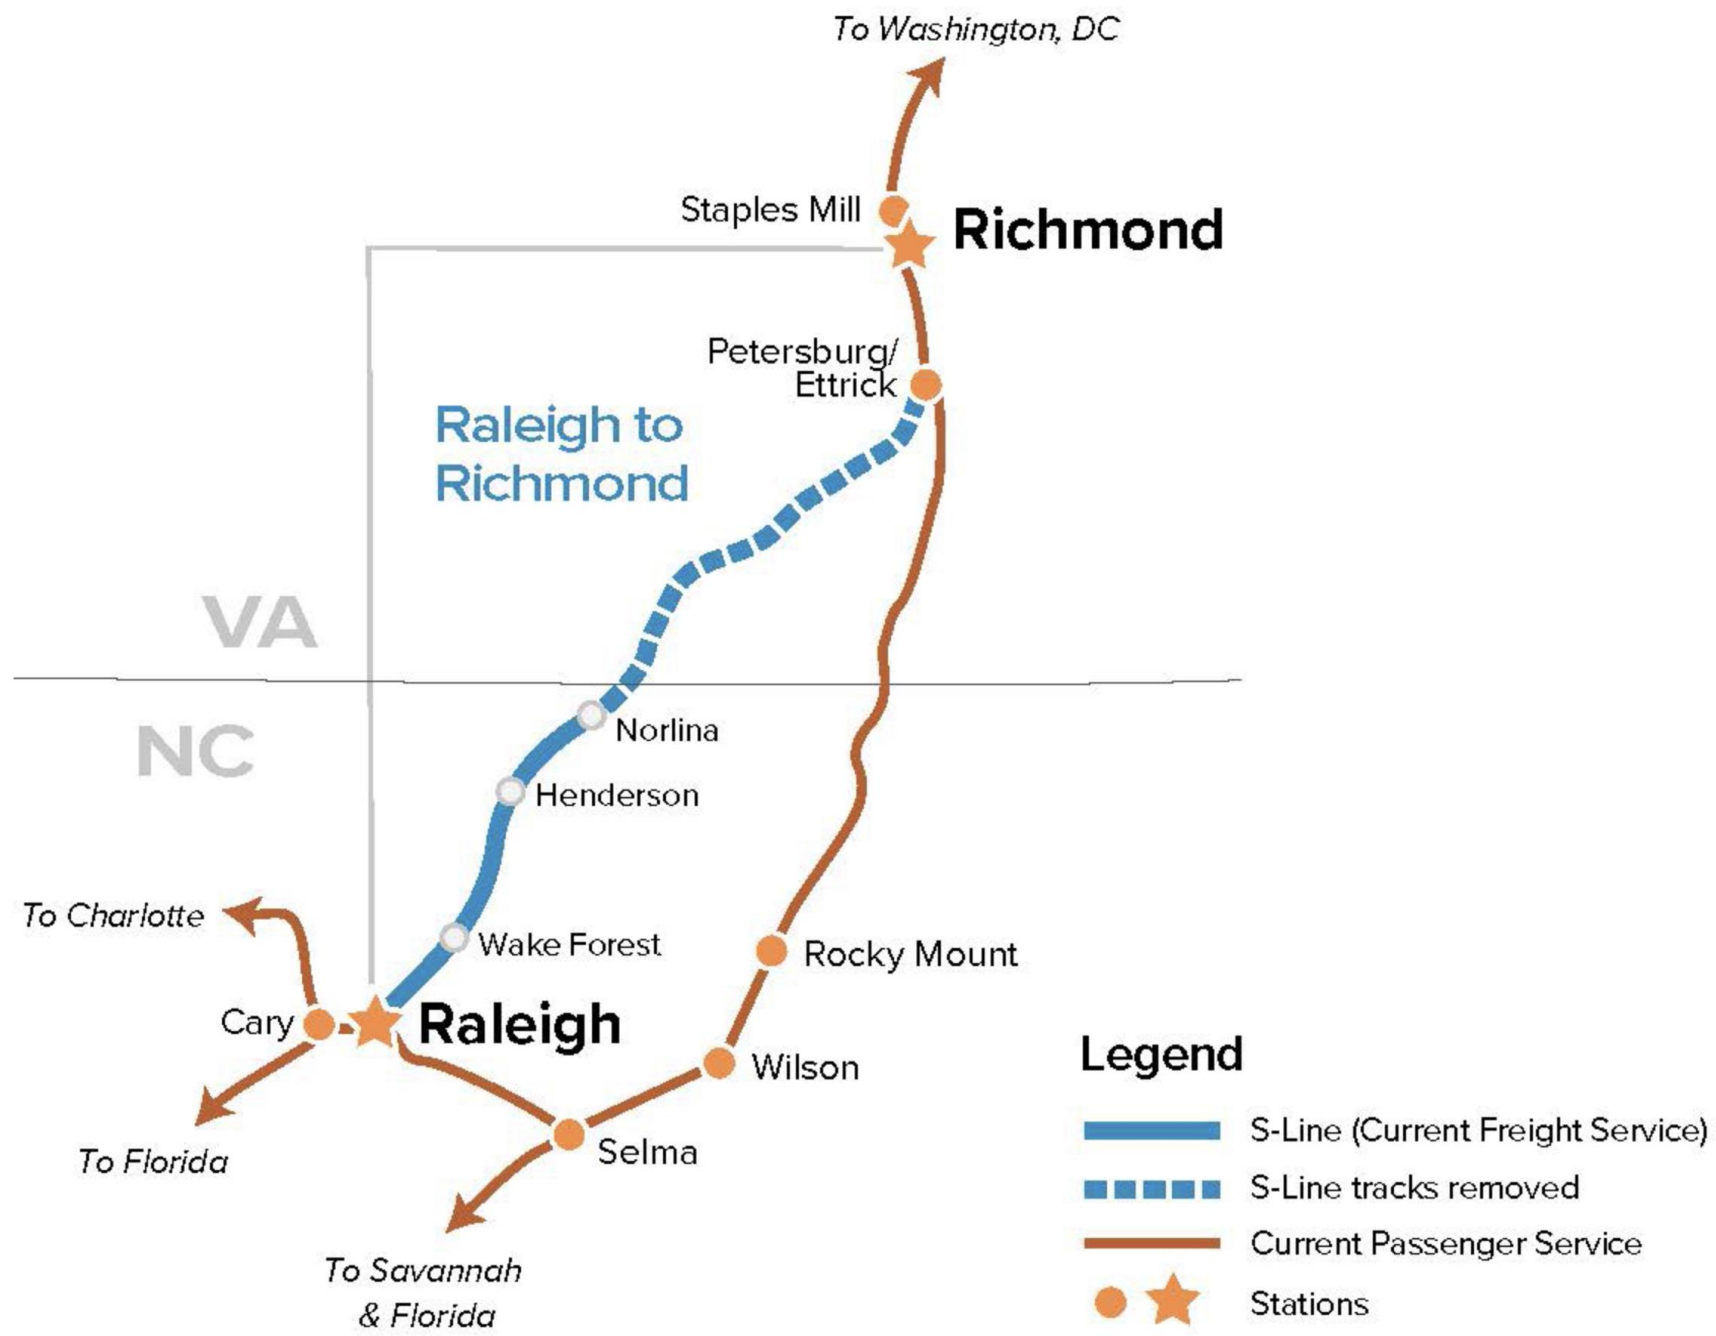 To Washington, DC
Staples Mill
Richmond
Petersburg/
Ettrick
Raleigh to
Richmond
VA
NC
Norlina
Henderson
To Charlotte
Wake Forest
Rocky Mount
Cary
Raleigh
Wilson
To Florida
Selma
To Savannah
& Florida
Legend
S-Line (Current Freight Service)
S-Line tracks removed
Current Passenger Service
Stations